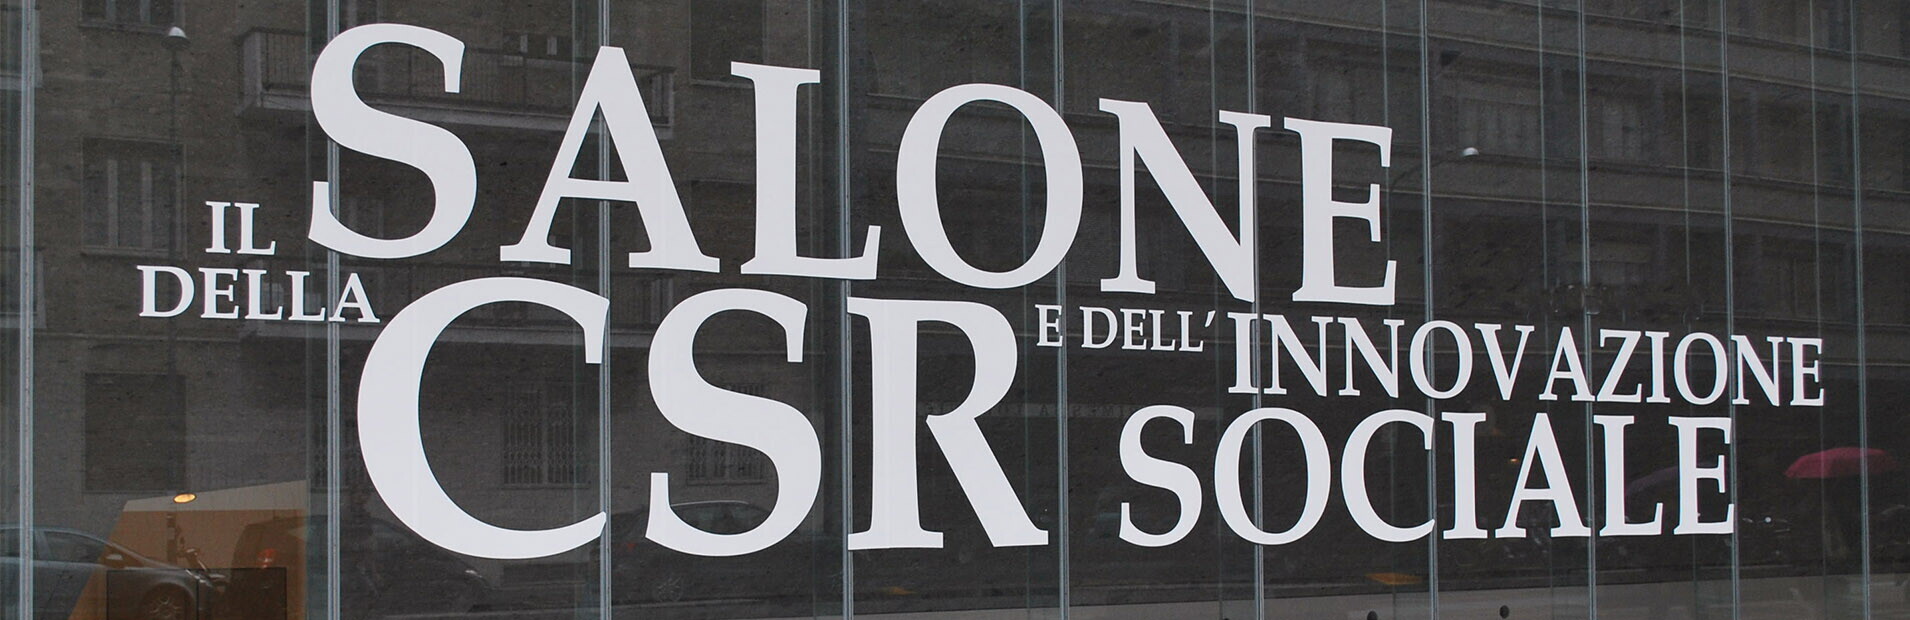 IL SALONE
DELLA CSR E DELL'INNOVAZIONE
SOCIALE